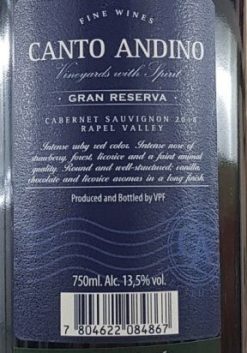 FINE WINES
CANTO ANDINO
Vineyards with Spirit
GRAN RESERVA
CABERNET SAUVIGNON 2018
RAPEL VALLEY
Intense ruby red color. Intense nose of
strawberry, forest, licorice and a faint animal
quality. Round and well-structured; vanilla,
chocolate and licorice aromas in a long finish.
Produced and Bottled by VPF
750ml. Alc. 13,5% vol.
7 804622 084867